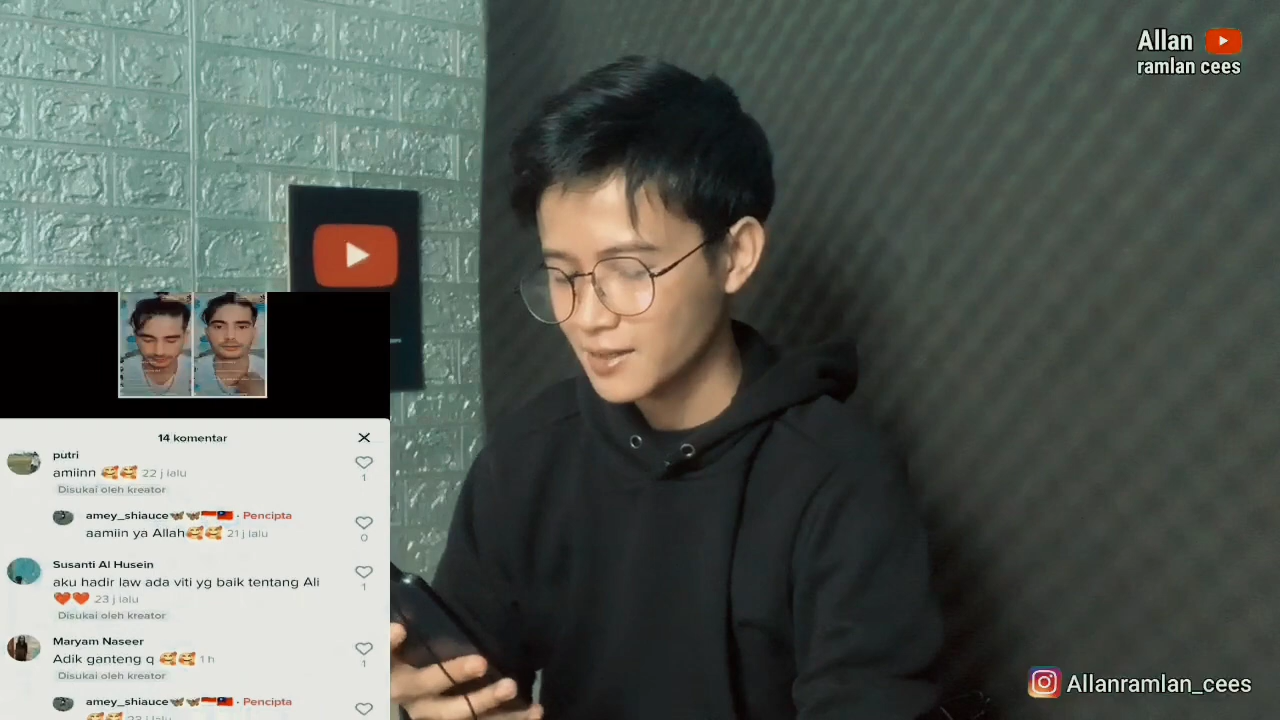 Allan
ramlan cees
14 komentar
putri
amiinn 🥰🥰 22 j lalu
1
Disukai oleh kreator
amey_shiauce🦋🦋🇮🇩🇹🇼 · Pencipta
aamiin ya Allah🥰🥰 21 j lalu
0
Susanti Al Husein
aku hadir law ada viti yg baik tentang Ali
❤️❤️ 23 j lalu
1
Disukai oleh kreator
Maryam Naseer
Adik ganteng q 🥰🥰 1 h
1
Disukai oleh kreator
amey_shiauce🦋🦋🇮🇩🇹🇼 · Pencipta
🥰🥰 23 j lalu
Allanramlan_cees